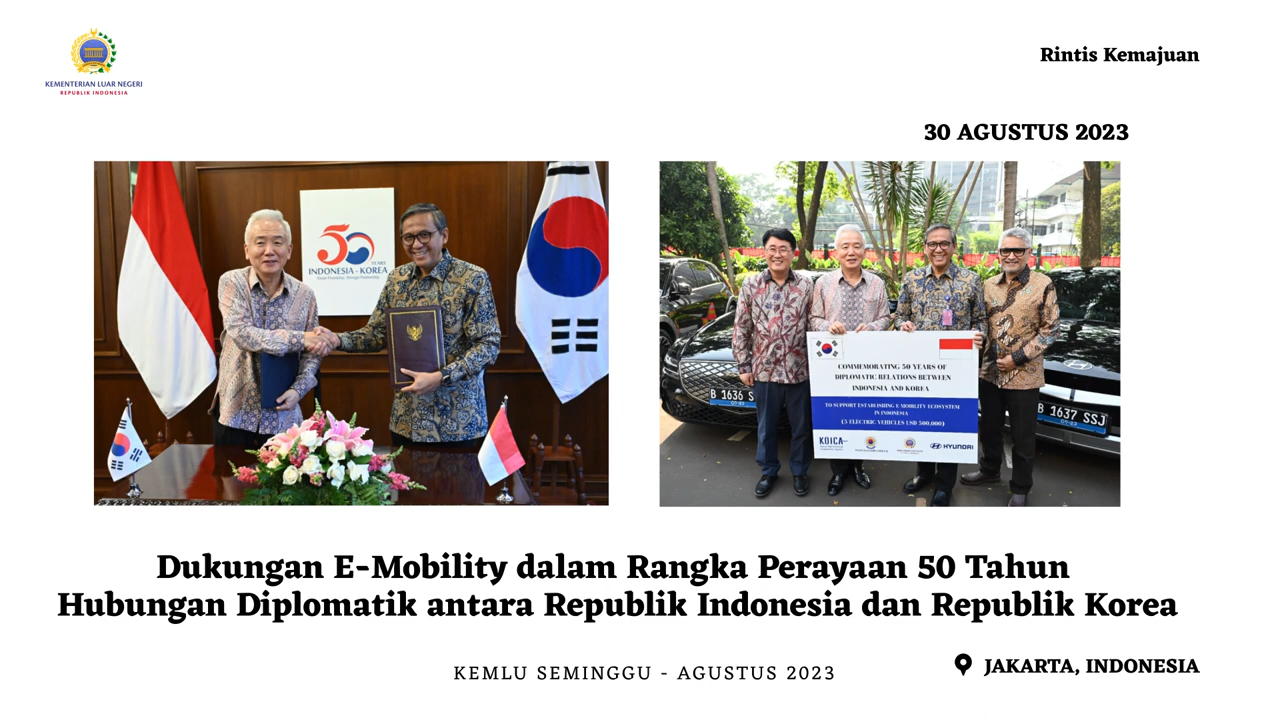 KEMENTERIAN LUAR NEGERI
REPUBLIK INDONESIA
Rintis Kemajuan
30 AGUSTUS 2023
50
YEARS
INDONESIA - KOREA
COMMEMORATING 50 YEARS OF
DIPLOMATIC RELATIONS BETWEEN
INDONESIA AND KOREA
TO SUPPORT ESTABLISHING E-MOBILITY ECOSYSTEM
IN INDONESIA
(5 ELECTRIC VEHICLES USD 300,000)
KOICA
HYUNDAI
B 1636 S
B 1637 SSJ
Dukungan E-Mobility dalam Rangka Perayaan 50 Tahun
Hubungan Diplomatik antara Republik Indonesia dan Republik Korea
KEMLU SEMINGGU - AGUSTUS 2023
JAKARTA, INDONESIA